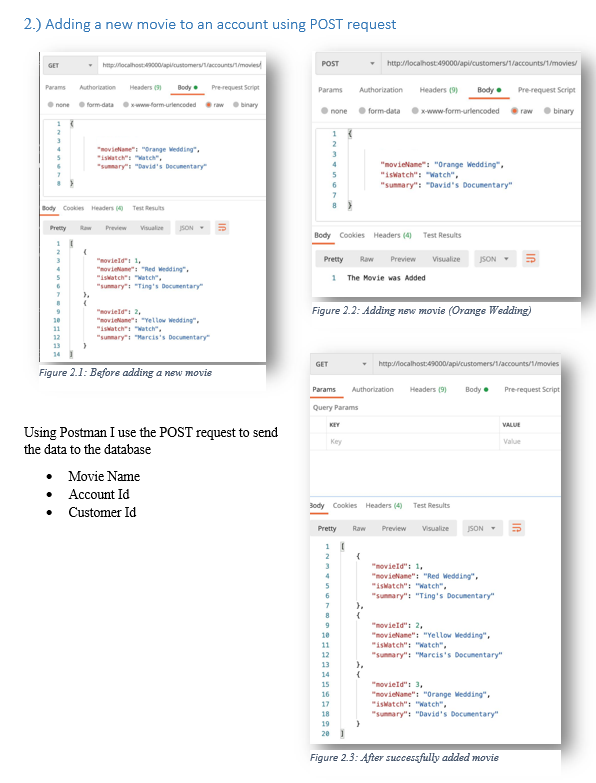 2.) Adding a new movie to an account using POST request
GET http://localhost:49000/api/customers/1/accounts/1/movies/
Params Authorization Headers (9) Body Pre-request Script
none form-data x-www-form-urlencoded raw binary
1 {
2
3
4 "movieName": "Orange Wedding",
5 "isWatch": "Watch",
6 "summary": "David's Documentary"
7
8 }
Body Cookies Headers (4) Test Results
Pretty Raw Preview Visualize JSON
1 [
2 {
3 "movieId": 1,
4 "movieName": "Red Wedding",
5 "isWatch": "Watch",
6 "summary": "Ting's Documentary"
7 },
8 {
9 "movieId": 2,
10 "movieName": "Yellow Wedding",
11 "isWatch": "Watch",
12 "summary": "Marcis's Documentary"
13 }
14 ]
Figure 2.1: Before adding a new movie
POST http://localhost:49000/api/customers/1/accounts/1/movies/
Params Authorization Headers (9) Body Pre-request Script
none form-data x-www-form-urlencoded raw binary
1 {
2
3
4 "movieName": "Orange Wedding",
5 "isWatch": "Watch",
6 "summary": "David's Documentary"
7
8 }
Body Cookies Headers (4) Test Results
Pretty Raw Preview Visualize JSON
1 The Movie was Added
Figure 2.2: Adding new movie (Orange Wedding)
Using Postman I use the POST request to send
the data to the database
• Movie Name
• Account Id
• Customer Id
GET http://localhost:49000/api/customers/1/accounts/1/movies
Params Authorization Headers (9) Body Pre-request Script
Query Params
KEY VALUE
Key Value
Body Cookies Headers (4) Test Results
Pretty Raw Preview Visualize JSON
1 [
2 {
3 "movieId": 1,
4 "movieName": "Red Wedding",
5 "isWatch": "Watch",
6 "summary": "Ting's Documentary"
7 },
8 {
9 "movieId": 2,
10 "movieName": "Yellow Wedding",
11 "isWatch": "Watch",
12 "summary": "Marcis's Documentary"
13 },
14 {
15 "movieId": 3,
16 "movieName": "Orange Wedding",
17 "isWatch": "Watch",
18 "summary": "David's Documentary"
19 }
20 ]
Figure 2.3: After successfully added movie